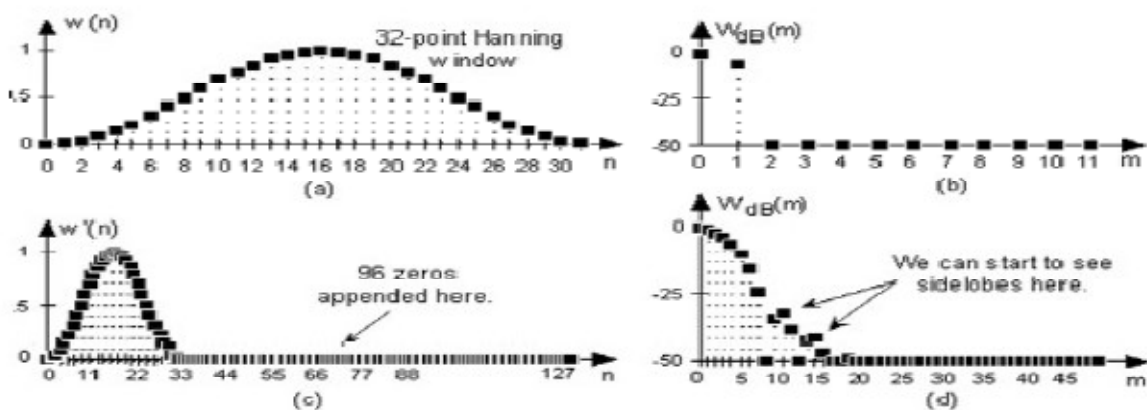 w (n)
32-point Hanning
window
1
.5
0
0 2 4 6 8 10 12 14 16 18 20 22 24 26 28 30
n
(a)
W dB (m)
0
-25
-50
0 1 2 3 4 5 6 7 8 9 10 11
m
(b)
w '(n)
1
.5
0
96 zeros
appended here.
0 11 22 33 44 55 66 77 88 127
n
(c)
W dB (m)
0
-25
-50
We can start to see
sidelobes here.
0 5 10 15 20 25 30 35 40 45
m
(d)